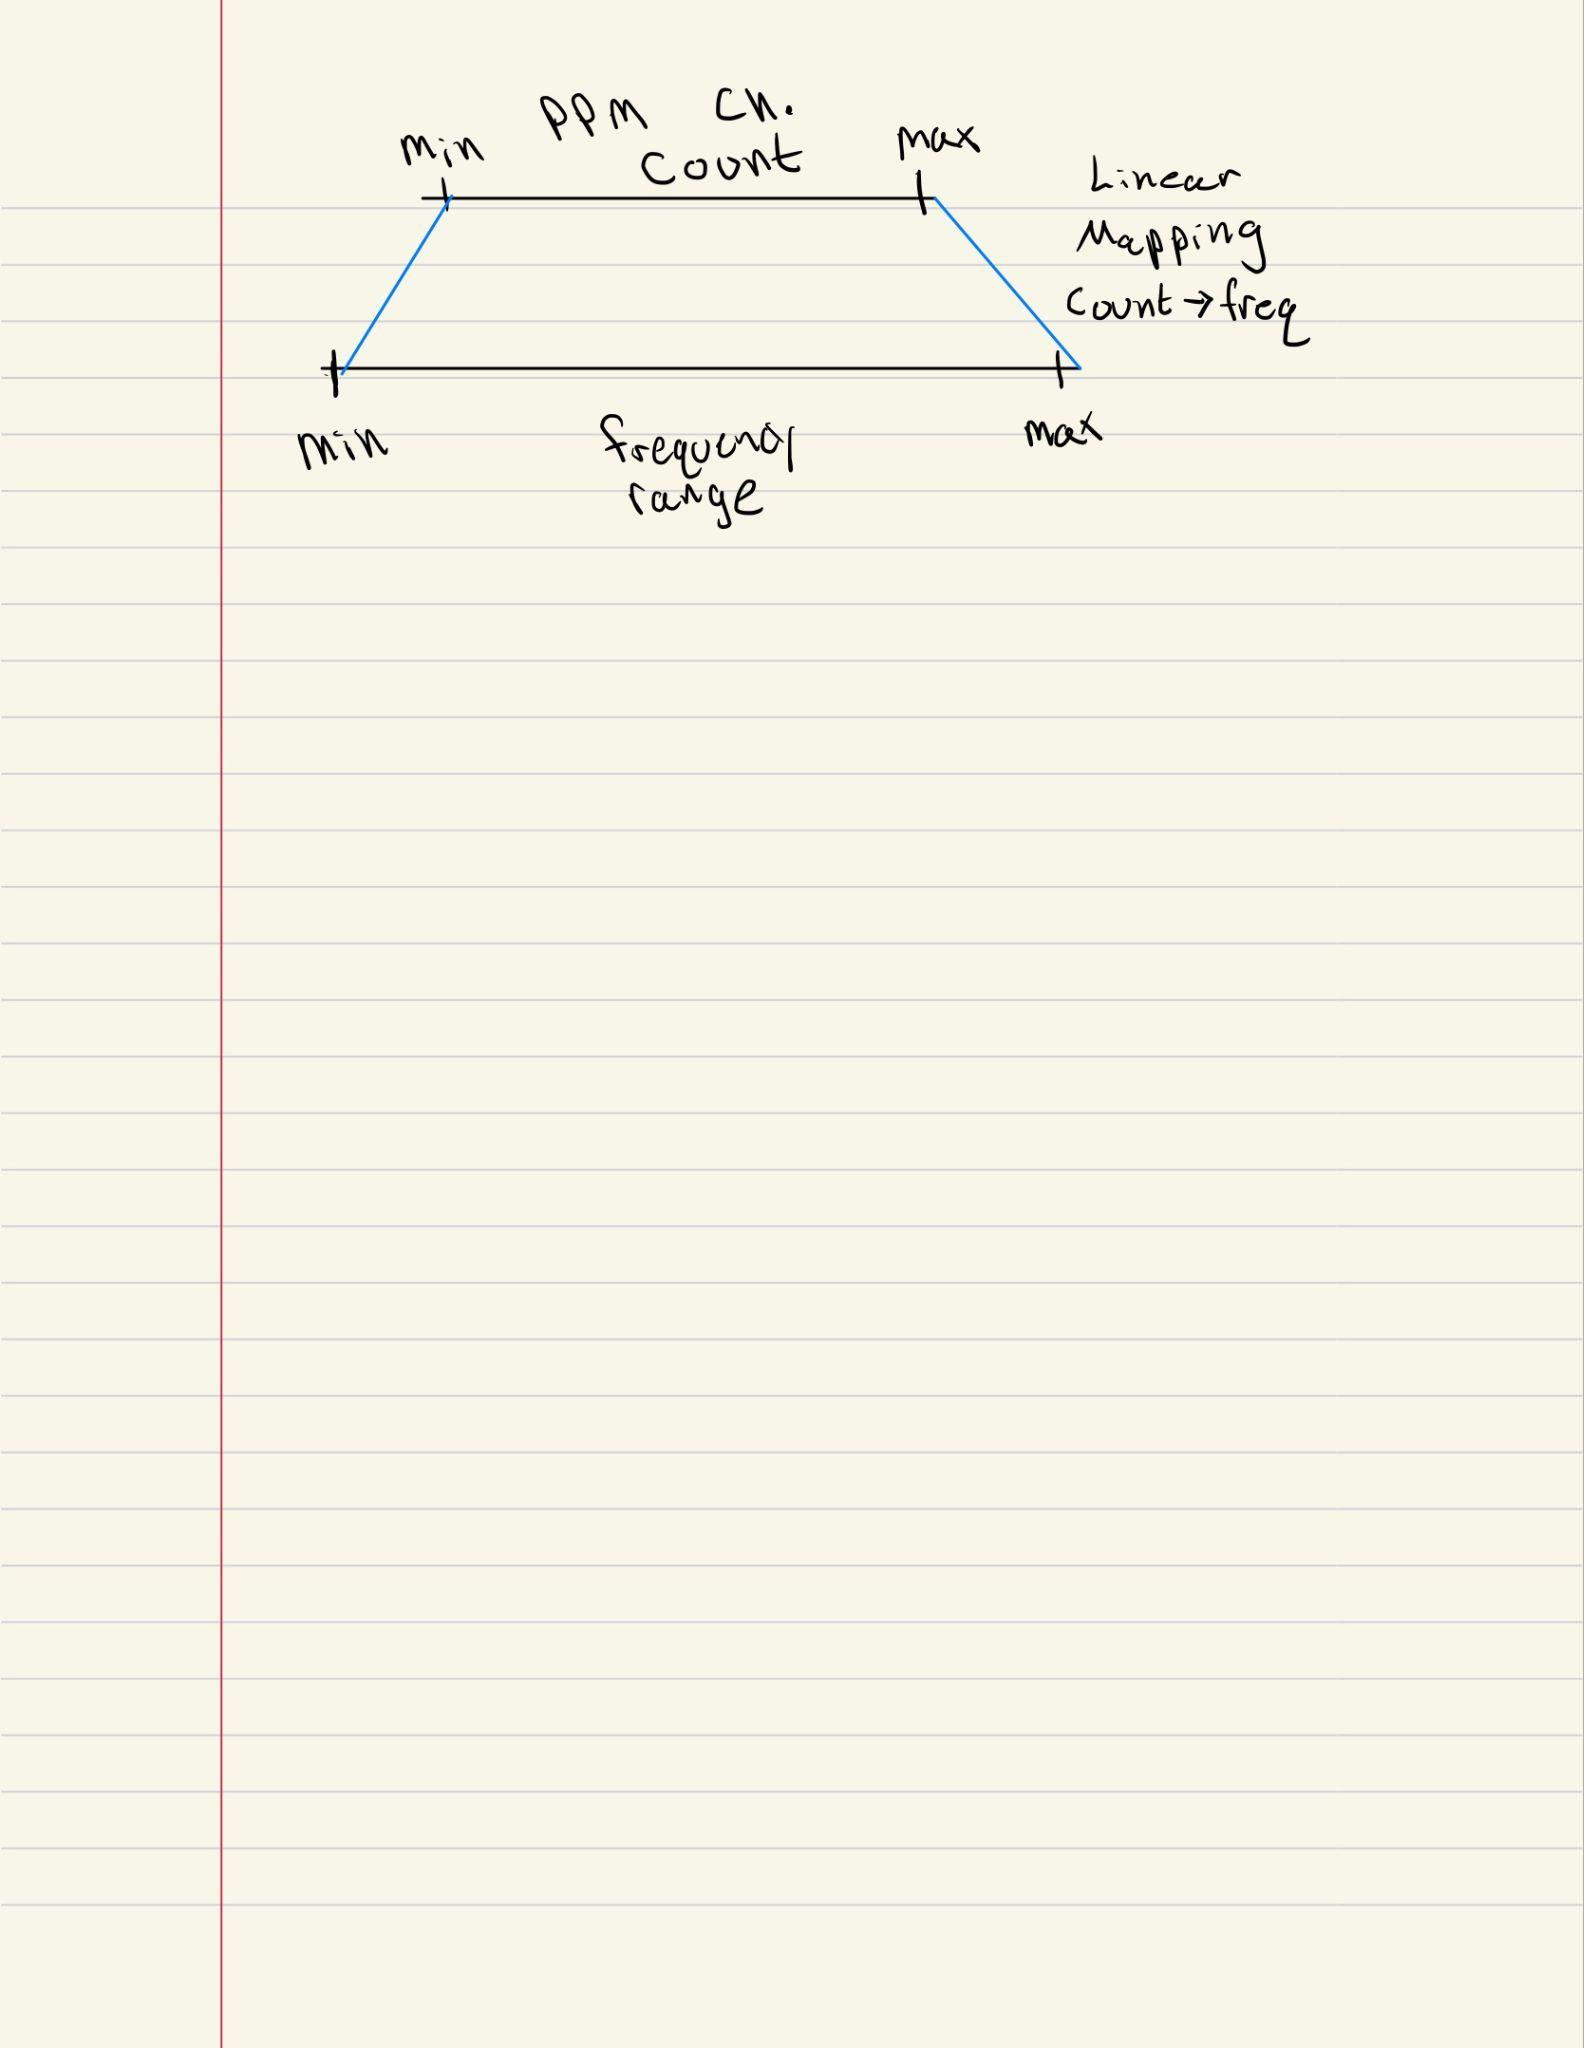 PPM Ch.
Min Count Max
Linear
Mapping
Count → freq
Min frequency Max
range